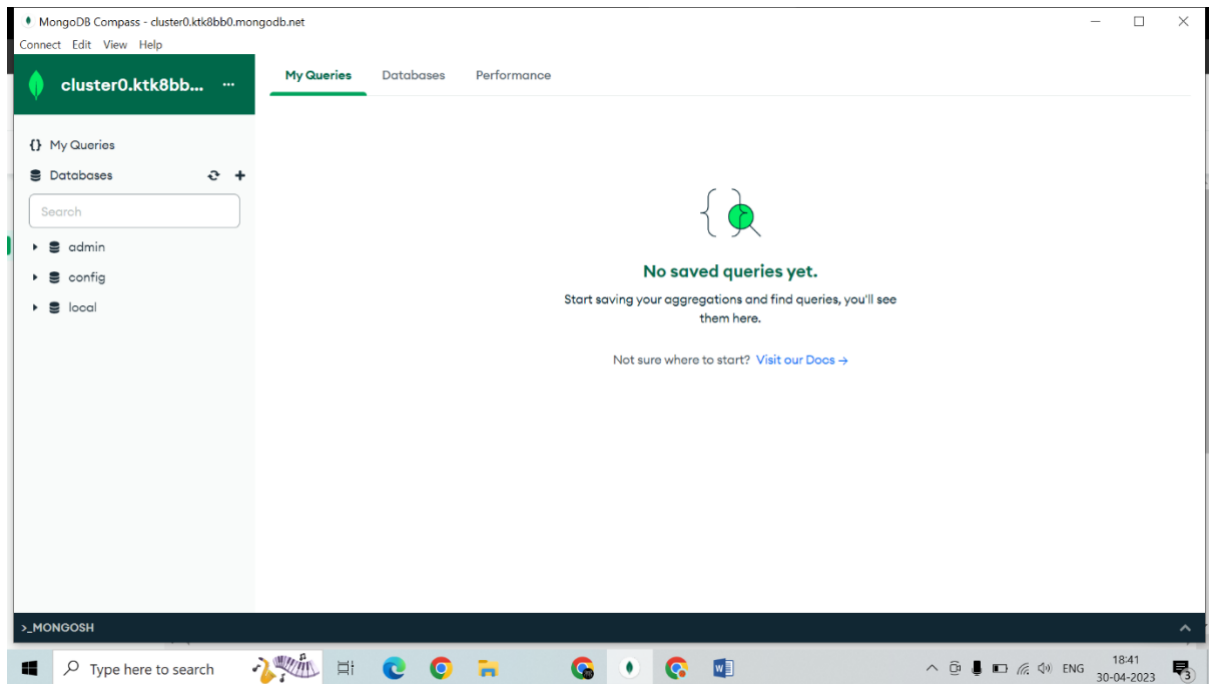 MongoDB Compass - cluster0.ktk8bb0.mongodb.net
Connect Edit View Help
cluster0.ktk8bb... ...
My Queries Databases Performance
{} My Queries
Databases
Search
admin
config
local
No saved queries yet.
Start saving your aggregations and find queries, you'll see
them here.
Not sure where to start? Visit our Docs →
>_MONGOSH
Type here to search
ENG
18:41
30-04-2023
3